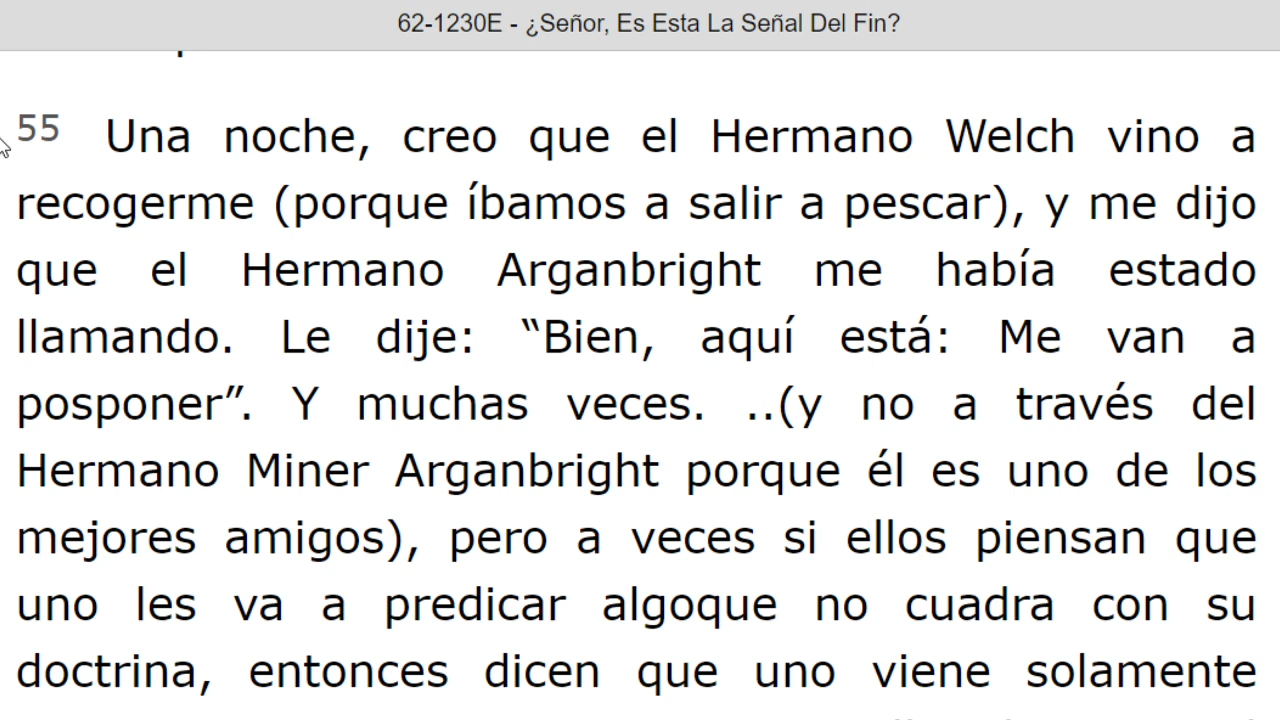 62-1230E - ¿Señor, Es Esta La Señal Del Fin?
55 Una noche, creo que el Hermano Welch vino a
recogerme (porque íbamos a salir a pescar), y me dijo
que el Hermano Arganbright me había estado
llamando. Le dije: “Bien, aquí está: Me van a
posponer”. Y muchas veces. ..(y no a través del
Hermano Miner Arganbright porque él es uno de los
mejores amigos), pero a veces si ellos piensan que
uno les va a predicar algoque no cuadra con su
doctrina, entonces dicen que uno viene solamente